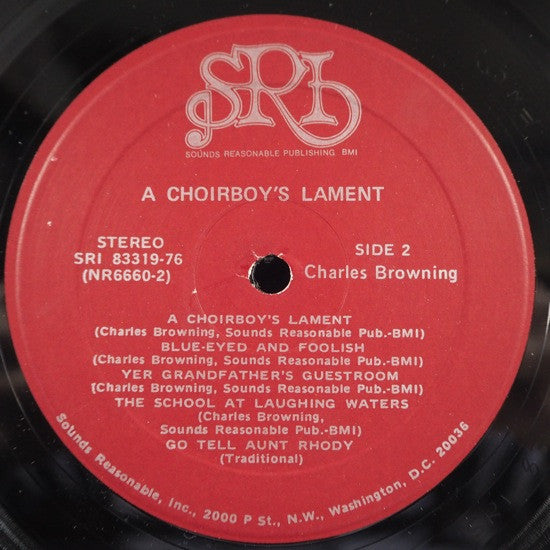 SRI
SOUNDS REASONABLE PUBLISHING BMI
A CHOIRBOY'S LAMENT
STEREO
SRI 83319-76
(NR6660-2)
SIDE 2
Charles Browning
A CHOIRBOY'S LAMENT
(Charles Browning, Sounds Reasonable Pub.-BMI)
BLUE-EYED AND FOOLISH
(Charles Browning, Sounds Reasonable Pub.-BMI)
YER GRANDFATHER'S GUESTROOM
(Charles Browning, Sounds Reasonable Pub.-BMI)
THE SCHOOL AT LAUGHING WATERS
(Charles Browning,
Sounds Reasonable Pub.-BMI)
GO TELL AUNT RHODY
(Traditional)
Sounds Reasonable, Inc., 2000 P St., N.W., Washington, D.C. 20036